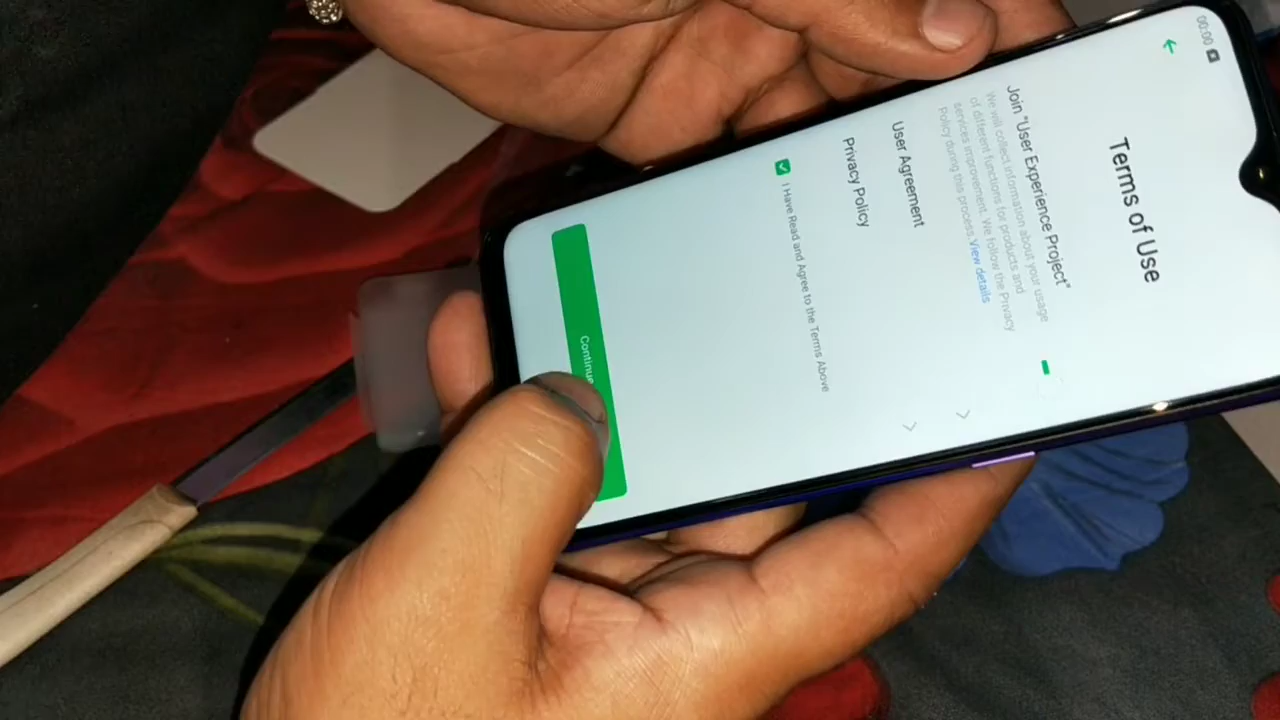 00:00
Terms of Use
Join "User Experience Project"
We will collect information about your usage
of different functions for products and
services improvement. We follow the Privacy
Policy during this process. View details
User Agreement
Privacy Policy
I Have Read and Agree to the Terms Above
Continue